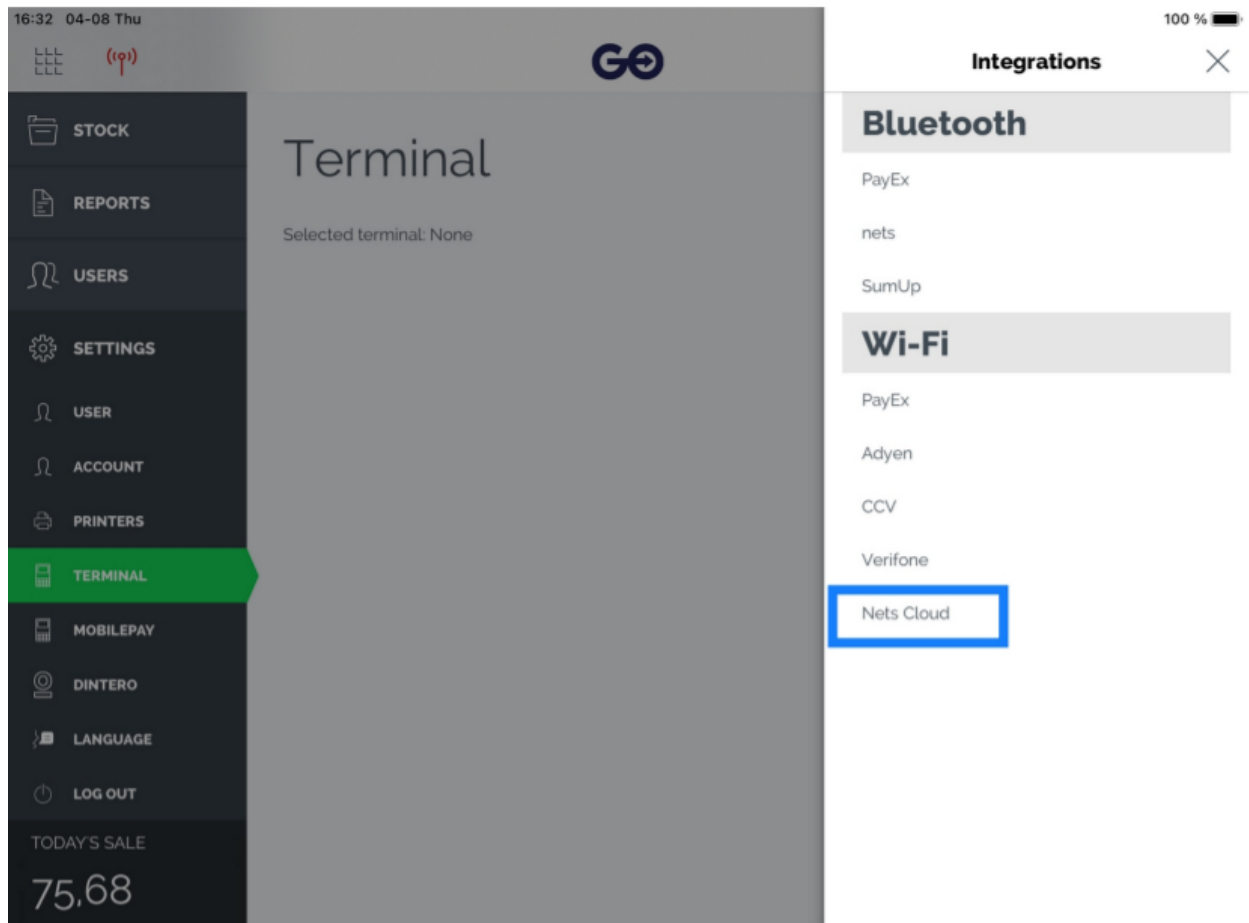 16:32 04-08 Thu
100 %
GO
Integrations
STOCK
REPORTS
USERS
SETTINGS
USER
ACCOUNT
PRINTERS
TERMINAL
MOBILEPAY
DINTERO
LANGUAGE
LOG OUT
TODAY'S SALE
75,68
Terminal
Selected terminal: None
Bluetooth
PayEx
nets
SumUp
Wi-Fi
PayEx
Adyen
CCV
Verifone
Nets Cloud